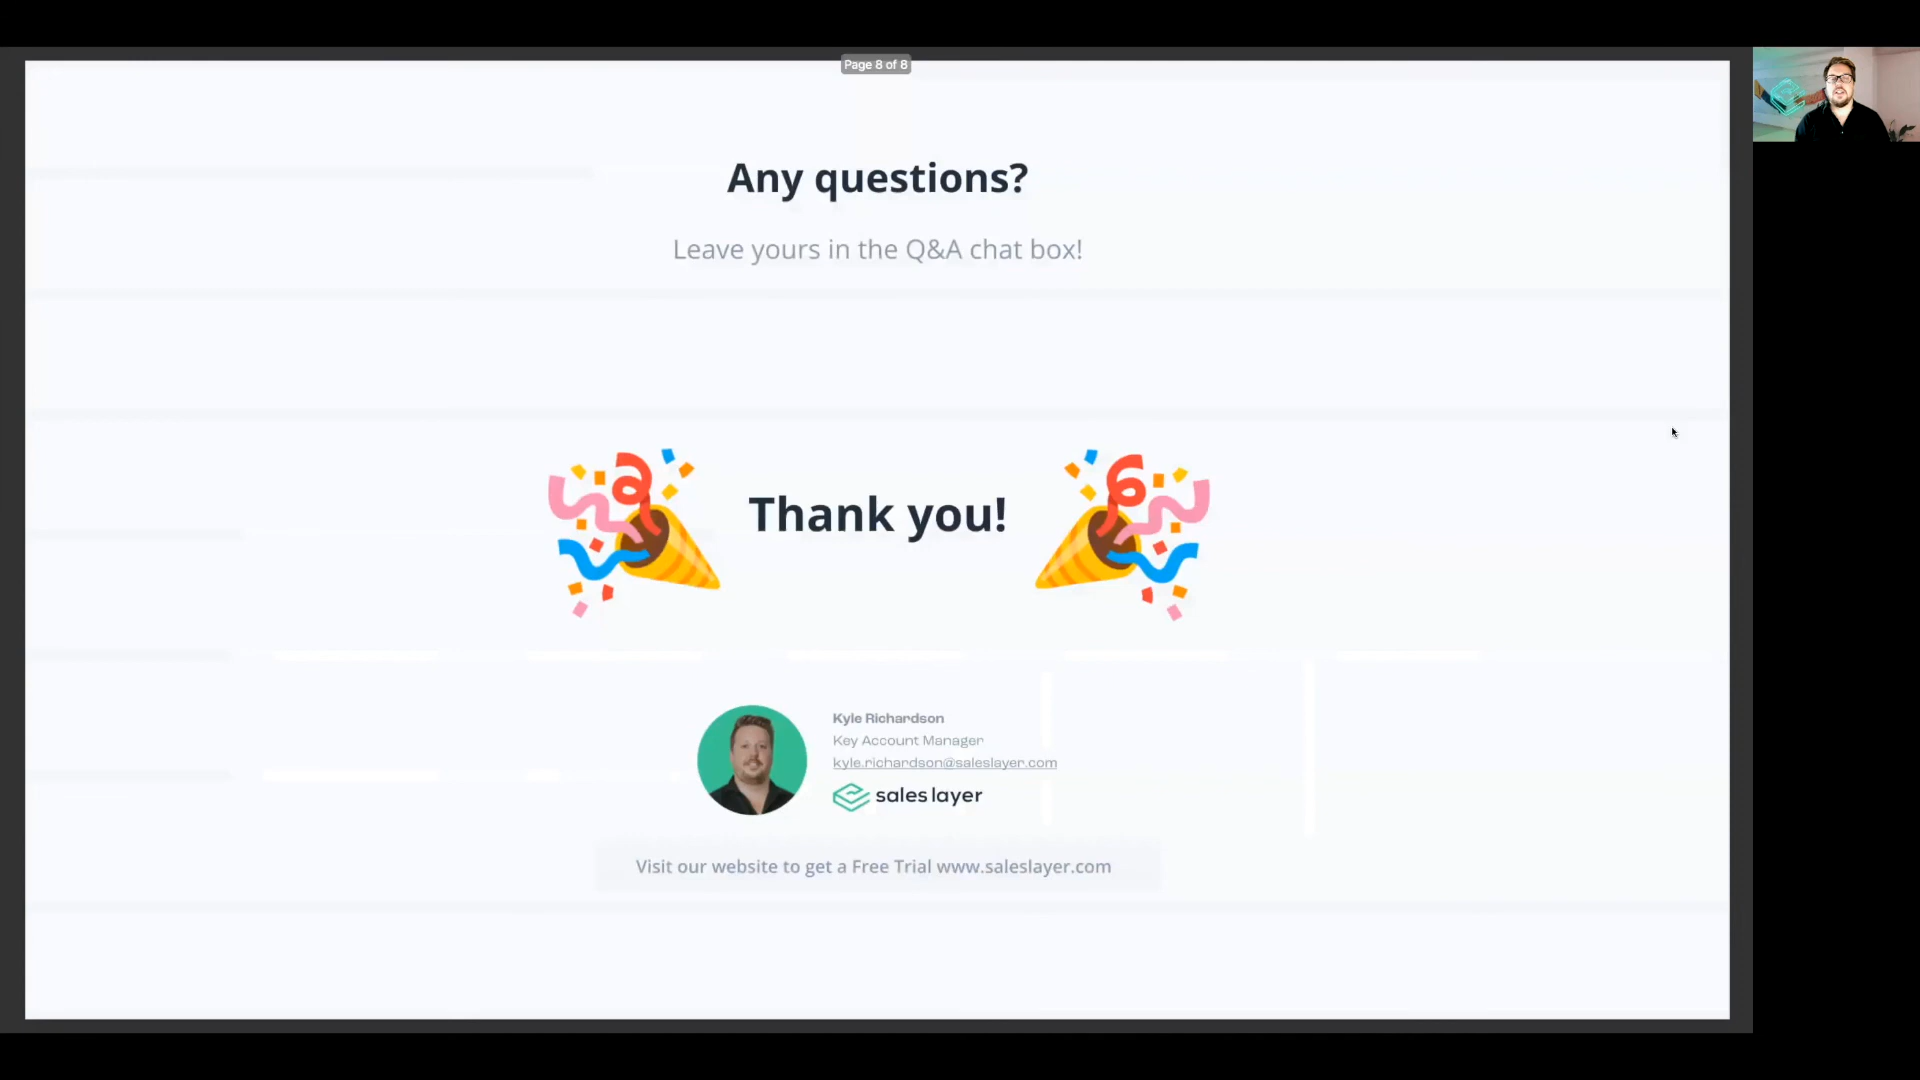 Page 8 of 8
Any questions?
Leave yours in the Q&A chat box!
Thank you!
Kyle Richardson
Key Account Manager
kyle.richardson@saleslayer.com
sales layer
Visit our website to get a Free Trial www.saleslayer.com